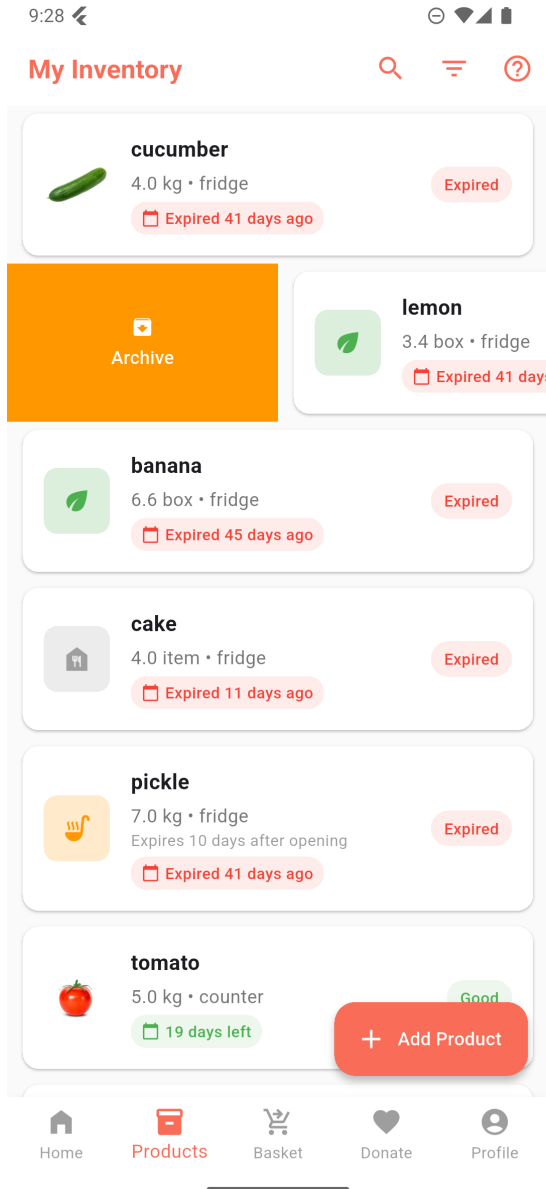 9:28
My Inventory
cucumber
4.0 kg • fridge
Expired
Expired 41 days ago
Archive
lemon
3.4 box • fridge
Expired 41 days
banana
6.6 box • fridge
Expired
Expired 45 days ago
cake
4.0 item • fridge
Expired
Expired 11 days ago
pickle
7.0 kg • fridge
Expires 10 days after opening
Expired
Expired 41 days ago
tomato
5.0 kg • counter
Good
19 days left
Add Product
Home
Products
Basket
Donate
Profile